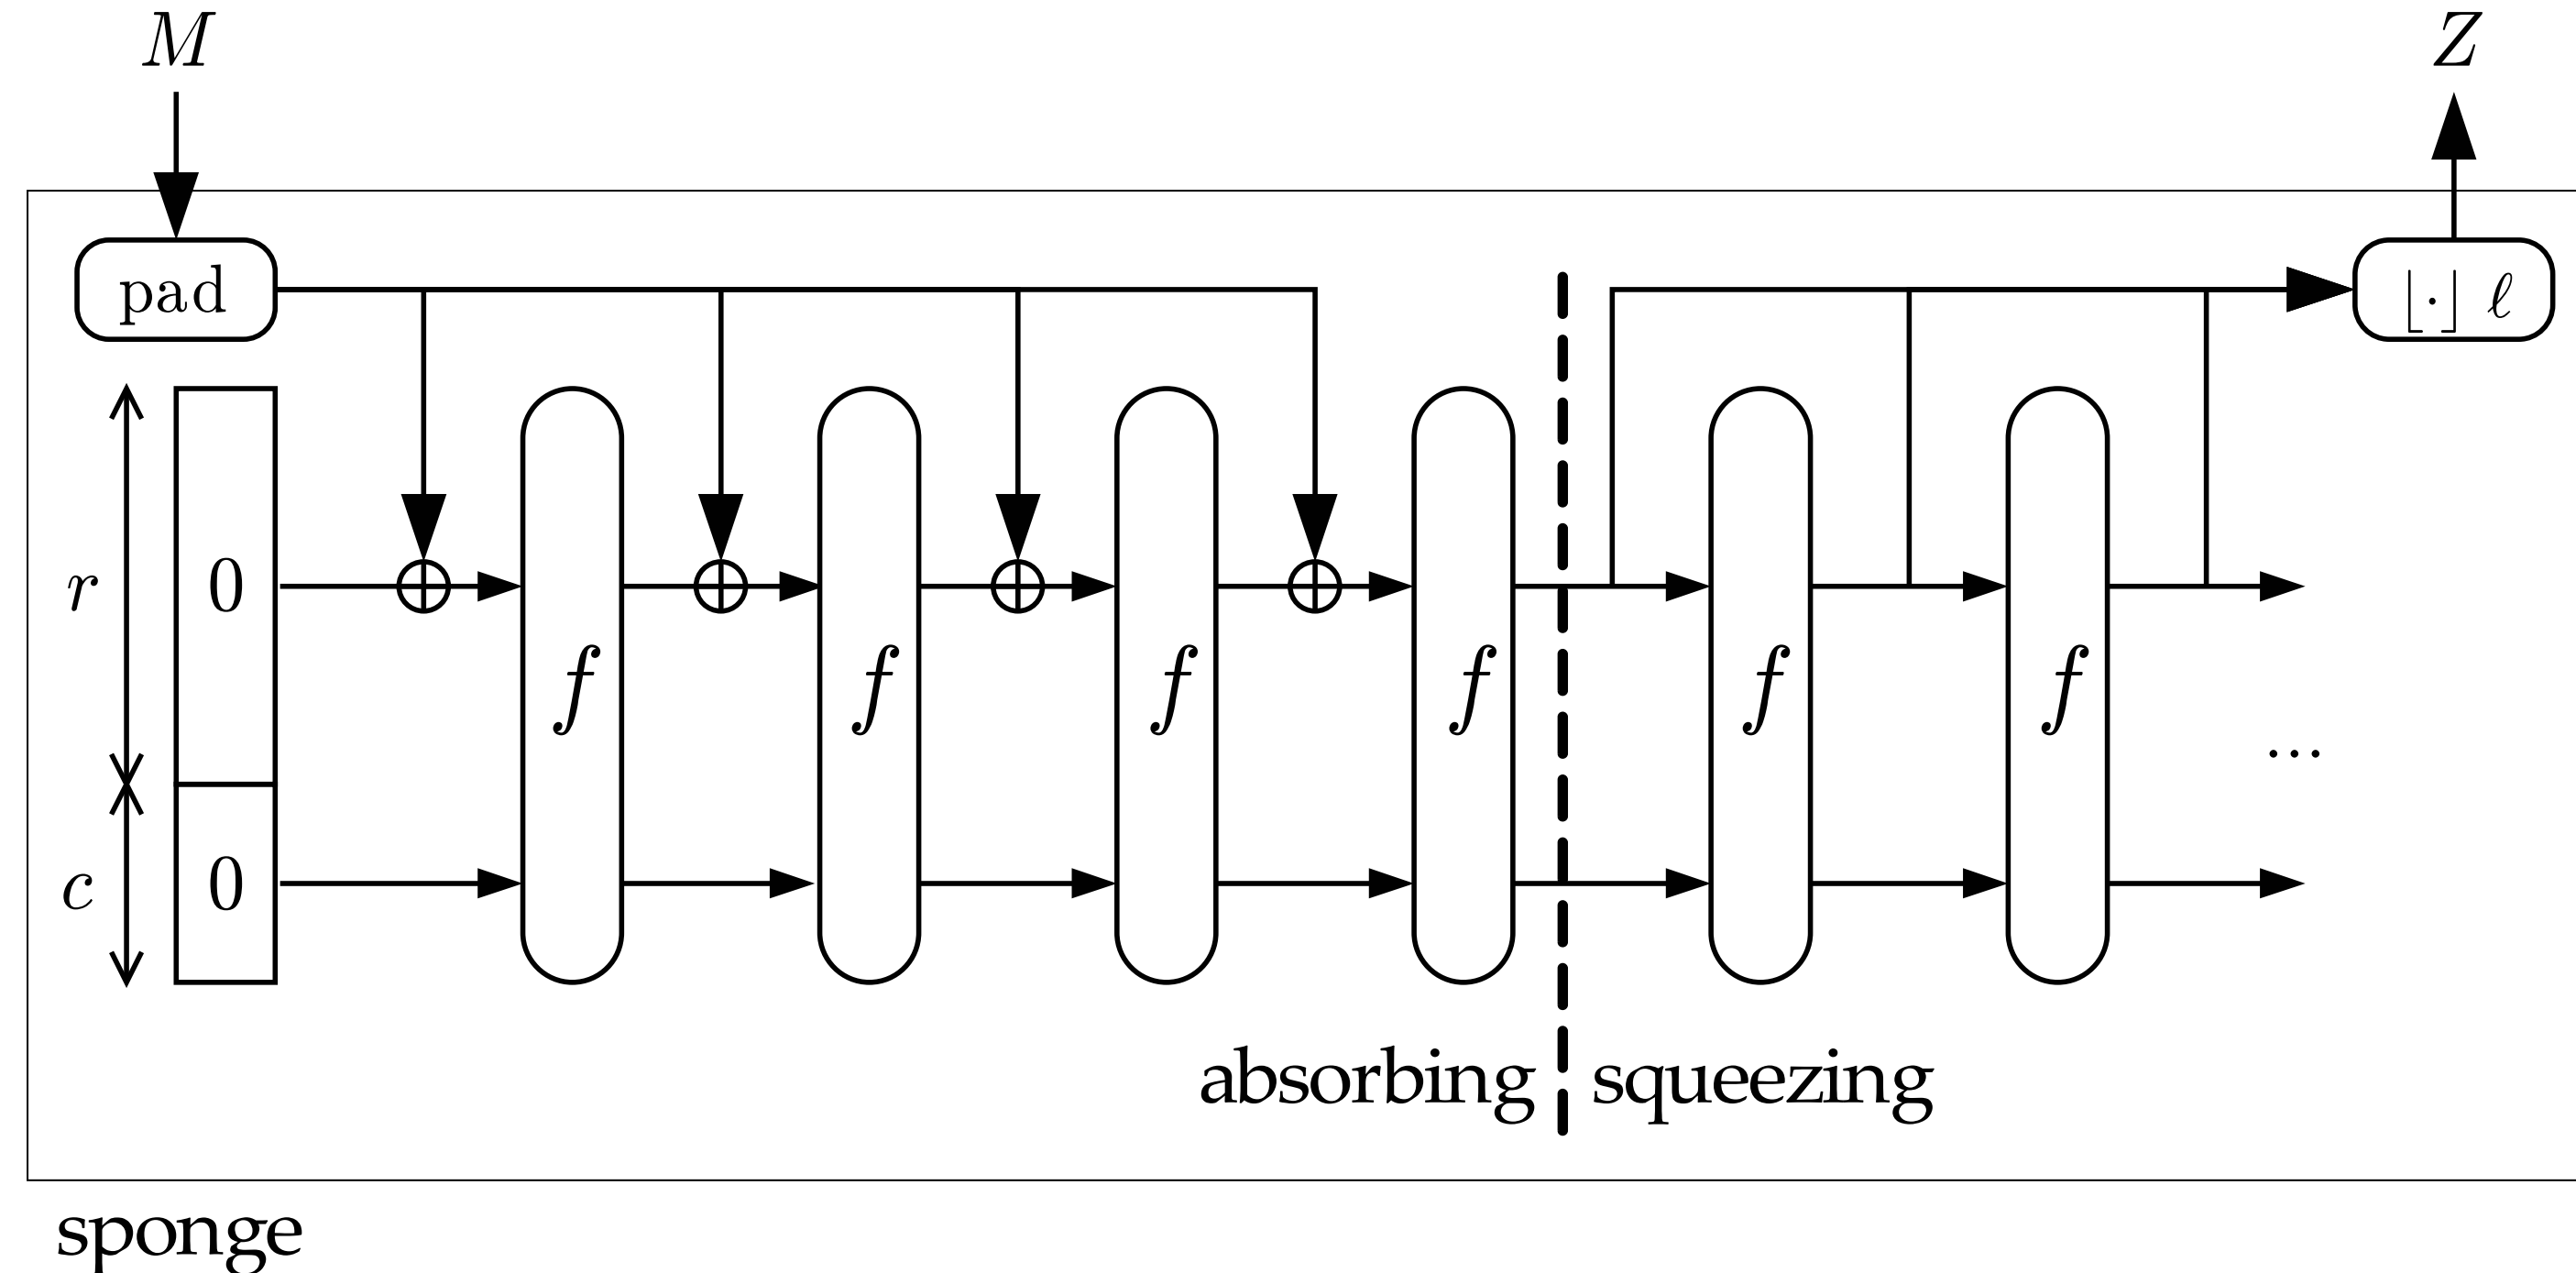 M
Z
pad
⌊·⌋ ℓ
r
0
f f f f f f
...
c
0
absorbing squeezing
sponge